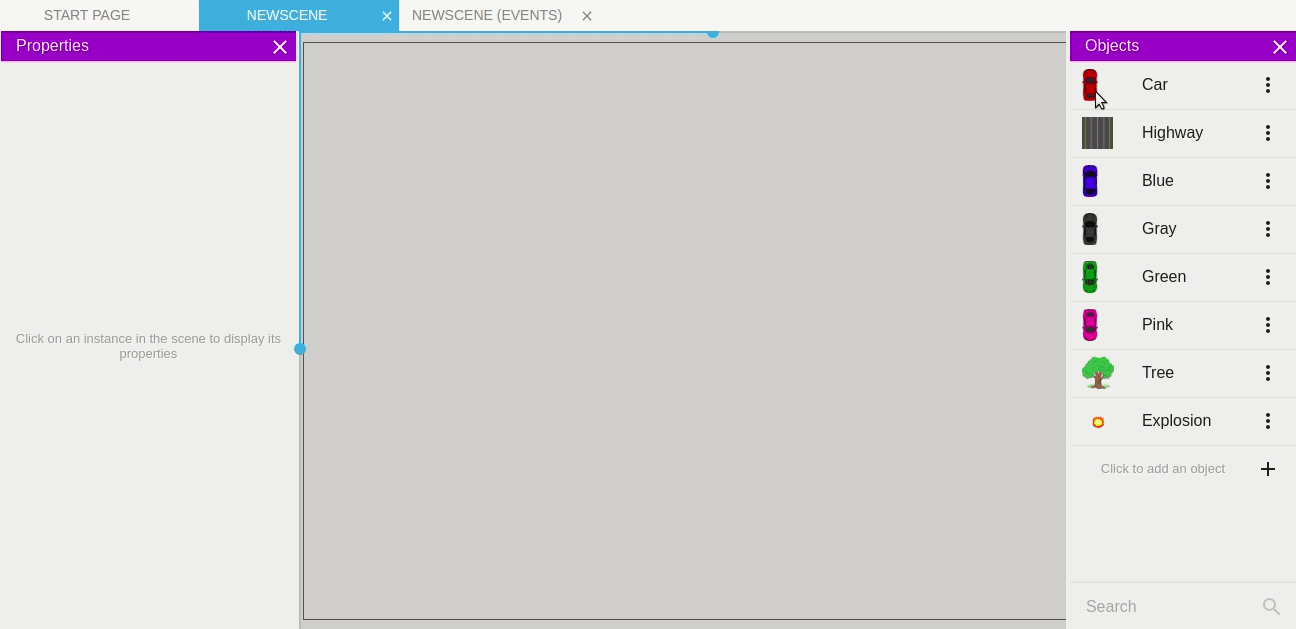 START PAGE
NEWSCENE
NEWSCENE (EVENTS)
Properties
Click on an instance in the scene to display its
properties
Objects
Car
Highway
Blue
Gray
Green
Pink
Tree
Explosion
Click to add an object
Search